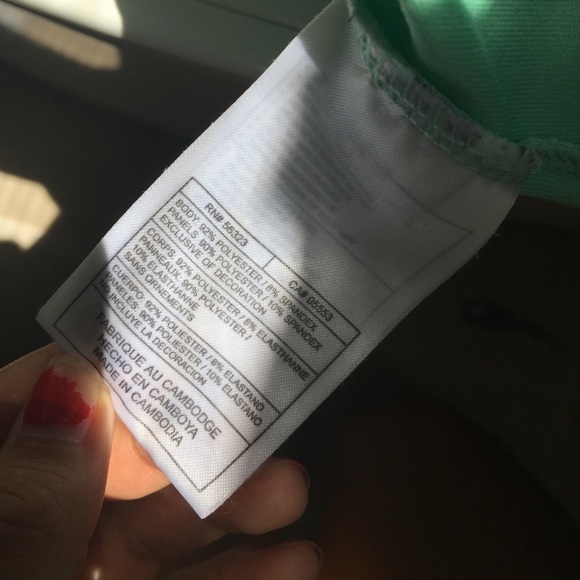 RN# 56323
CA# 05553
BODY: 92% POLYESTER / 8% SPANDEX
PANELS: 90% POLYESTER / 10% SPANDEX
EXCLUSIVE OF DECORATION
CORPS: 92% POLYESTER / 8% ELASTHANNE
PANNEAUX: 90% POLYESTER /
10% ELASTHANNE
SANS ORNEMENTS
CUERPO: 92% POLIESTER / 8% ELASTANO
PANELES: 90% POLIESTER / 10% ELASTANO
NO INCLUYE LA DECORACION
FABRIQUE AU CAMBODGE
HECHO EN CAMBOYA
MADE IN CAMBODIA